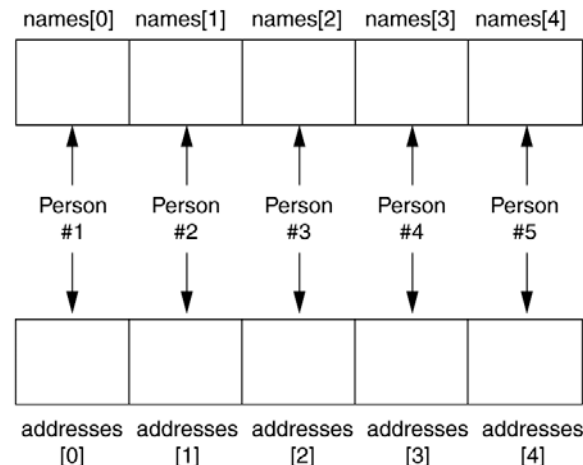 names[0] names[1] names[2] names[3] names[4]
Person Person Person Person Person
#1 #2 #3 #4 #5
addresses addresses addresses addresses addresses
[0] [1] [2] [3] [4]